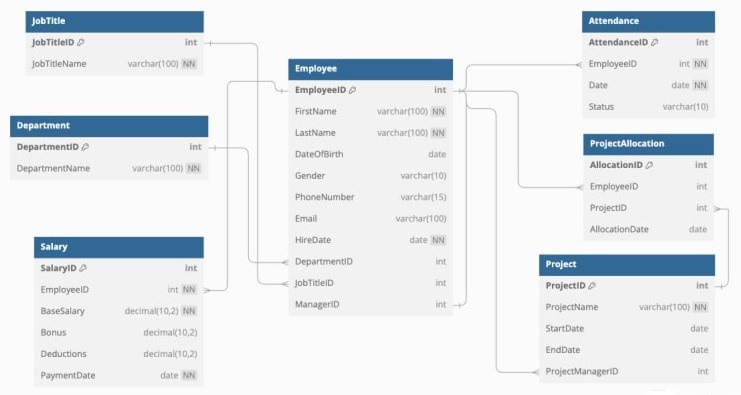 JobTitle
JobTitleID int
JobTitleName varchar(100) NN
Department
DepartmentID int
DepartmentName varchar(100) NN
Salary
SalaryID int
EmployeeID int NN
BaseSalary decimal(10,2) NN
Bonus decimal(10,2)
Deductions decimal(10,2)
PaymentDate date NN
Employee
EmployeeID int
FirstName varchar(100) NN
LastName varchar(100) NN
DateOfBirth date
Gender varchar(10)
PhoneNumber varchar(15)
Email varchar(100)
HireDate date NN
DepartmentID int
JobTitleID int
ManagerID int
Attendance
AttendanceID int
EmployeeID int NN
Date date NN
Status varchar(10)
ProjectAllocation
AllocationID int
EmployeeID int
ProjectID int
AllocationDate date
Project
ProjectID int
ProjectName varchar(100) NN
StartDate date
EndDate date
ProjectManagerID int